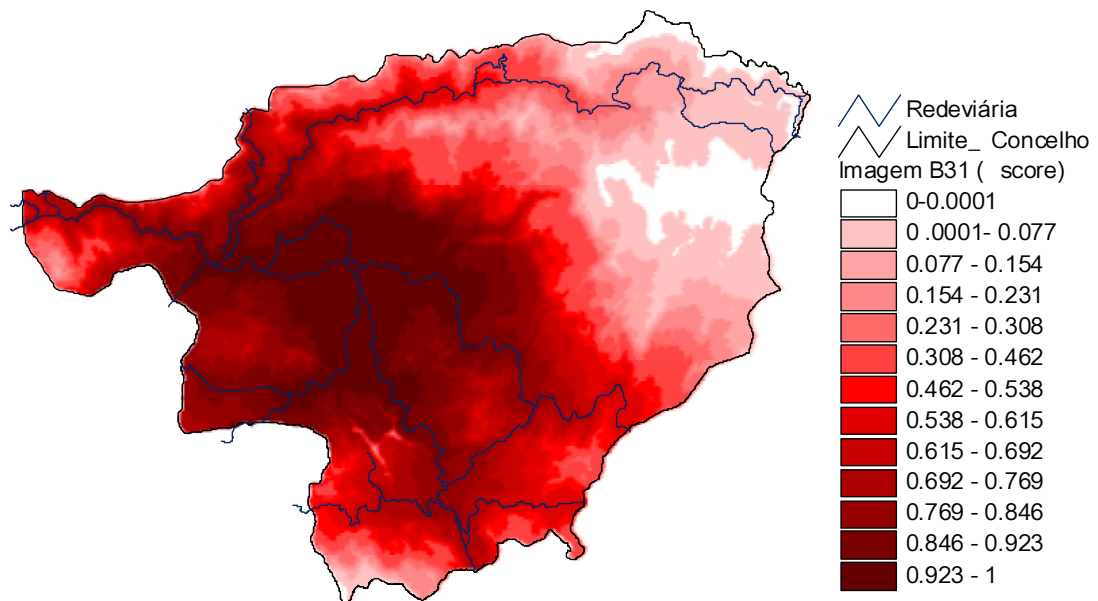 Redeviária
Limite_ Concelho
Imagem B31 ( score)
0-0.0001
0 .0001- 0.077
0.077 - 0.154
0.154 - 0.231
0.231 - 0.308
0.308 - 0.462
0.462 - 0.538
0.538 - 0.615
0.615 - 0.692
0.692 - 0.769
0.769 - 0.846
0.846 - 0.923
0.923 - 1